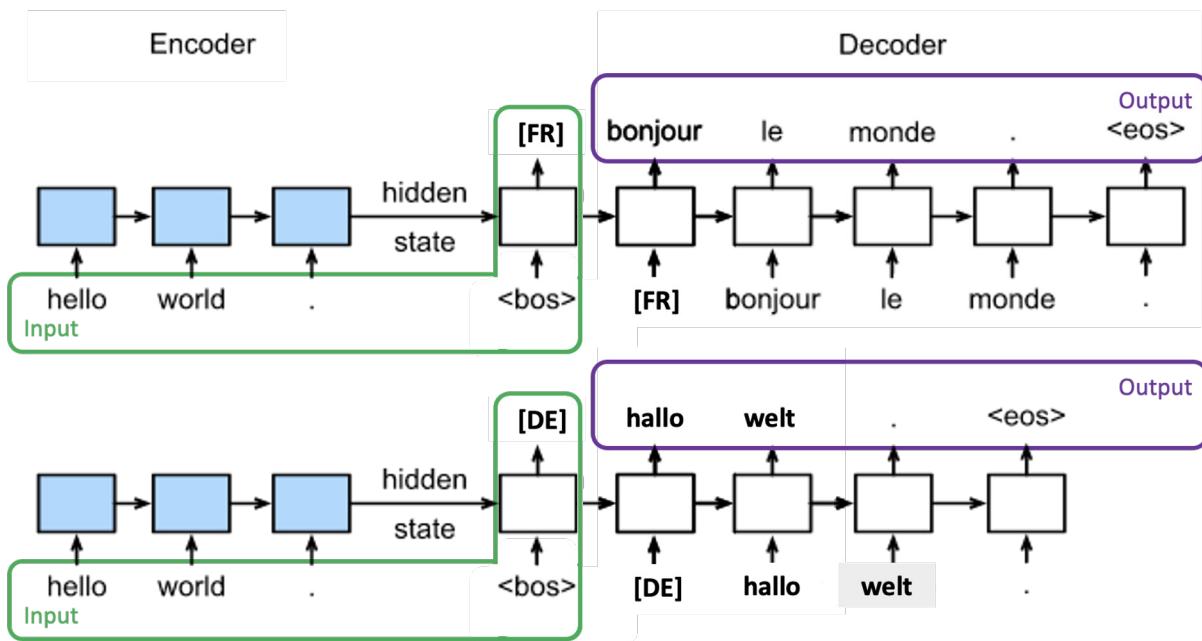 Encoder Decoder
Output
[FR] bonjour le monde . <eos>
hidden
state
hello world . <bos> [FR] bonjour le monde .
Input
Output
[DE] hallo welt . <eos>
hidden
state
hello world . <bos> [DE] hallo welt .
Input